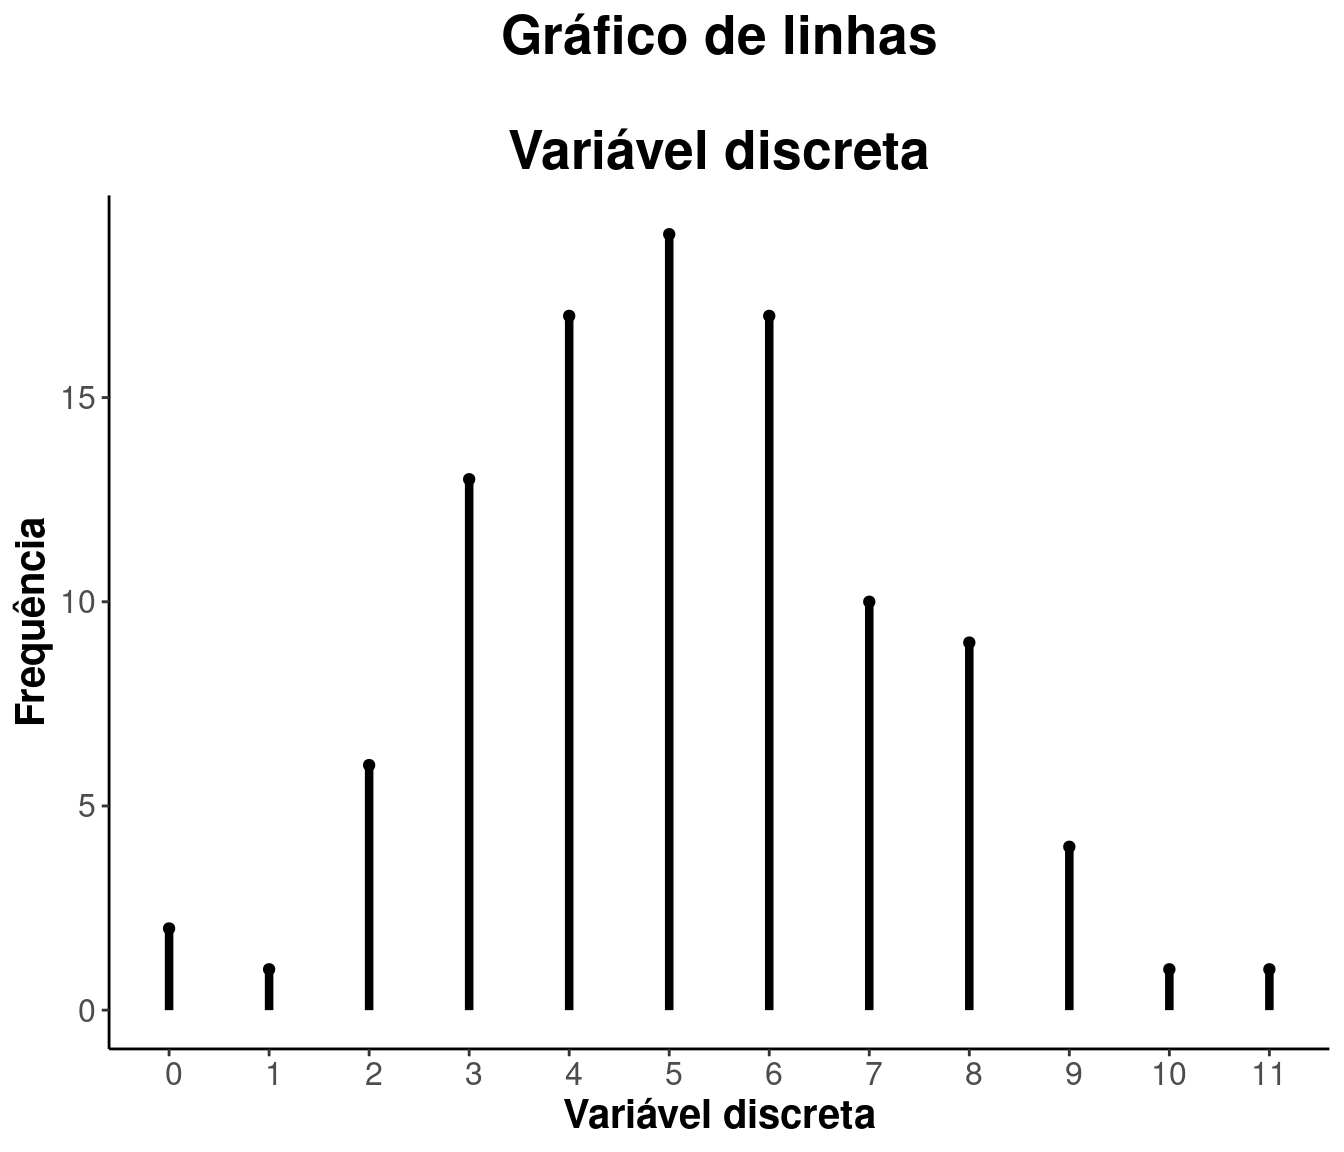 Gráfico de linhas
Variável discreta
Frequência
15
10
5
0
0 1 2 3 4 5 6 7 8 9 10 11
Variável discreta